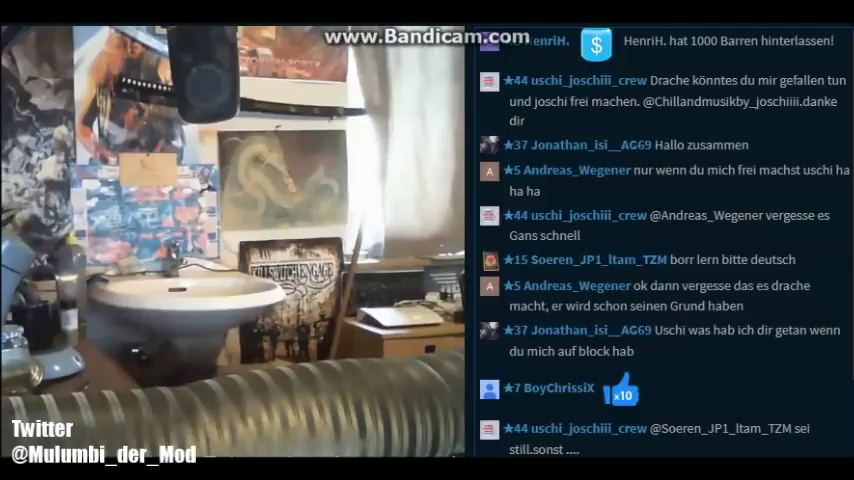 www.Bandicam.com
HenriH.
$
HenriH. hat 1000 Barren hinterlassen!
★44 uschi_joschiii_crew Drache könntes du mir gefallen tun
und joschi frei machen. @Chillandmusikby_joschiiii.danke
dir
★37 Jonathan_isi__AG69 Hallo zusammen
A
★5 Andreas_Wegener nur wenn du mich frei machst uschi ha
ha ha
★44 uschi_joschiii_crew @Andreas_Wegener vergesse es
Gans schnell
★15 Soeren_JP1_ltam_TZM borr lern bitte deutsch
A
★5 Andreas_Wegener ok dann vergesse das es drache
macht, er wird schon seinen Grund haben
★37 Jonathan_isi__AG69 Uschi was hab ich dir getan wenn
du mich auf block hab
★7 BoyChrissiX
x10
★44 uschi_joschiii_crew @Soeren_JP1_ltam_TZM sei
still.sonst ....
KILLSWITCH ENGAGE
Twitter
@Mulumbi_der_Mod